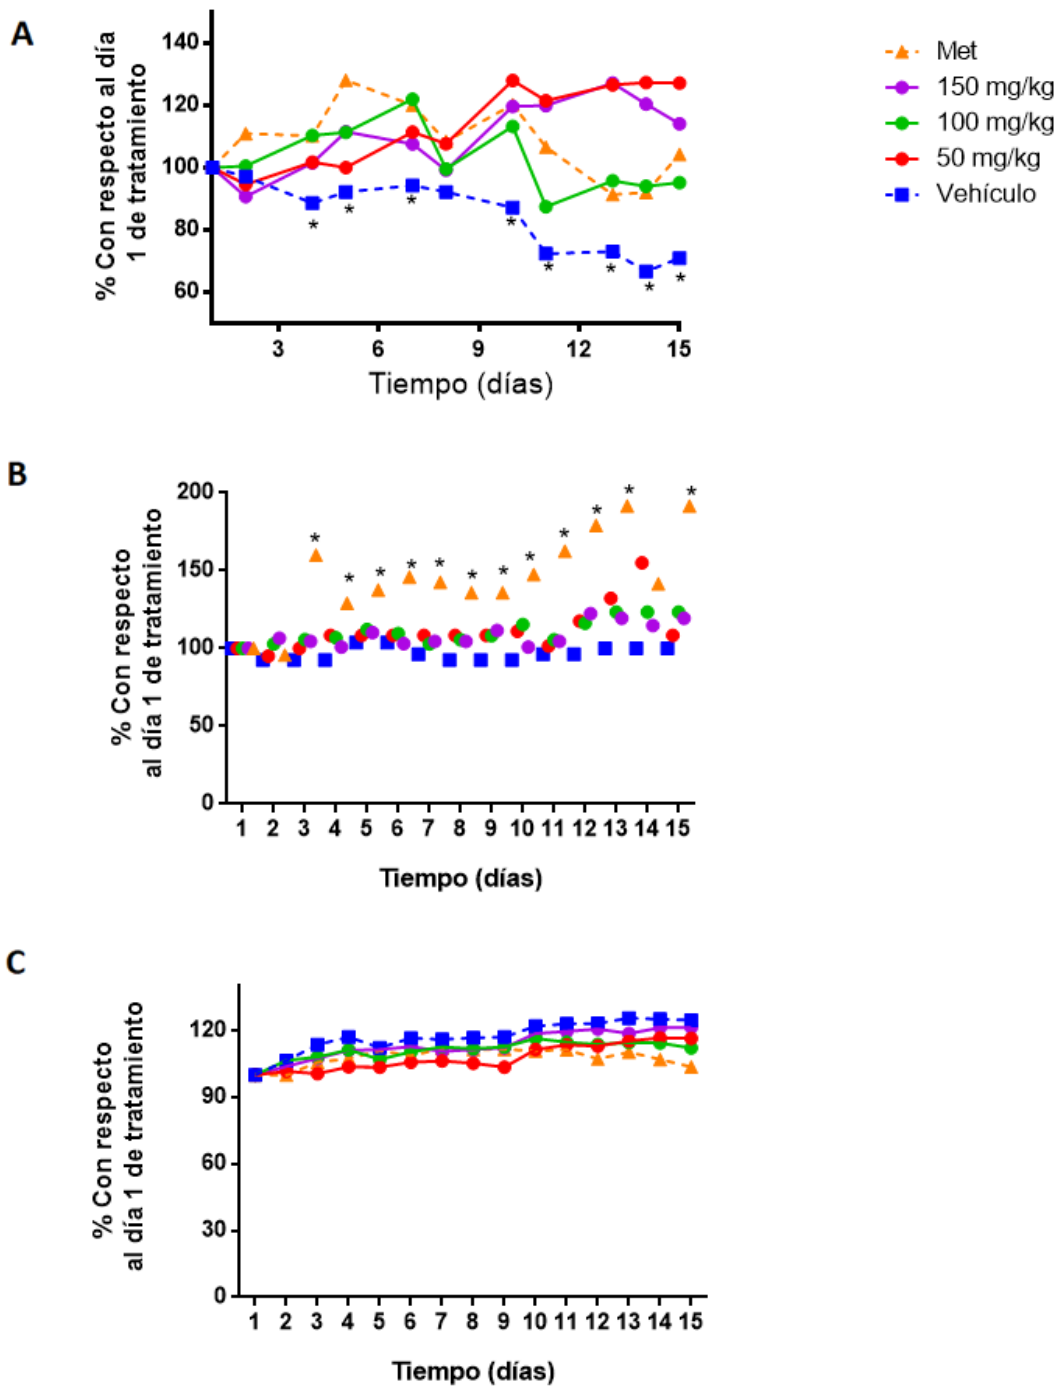 A
% Con respecto al día
1 de tratamiento
140
120
100
80
60
* * * * * * * * *
3 6 9 12 15
Tiempo (días)
Met
150 mg/kg
100 mg/kg
50 mg/kg
Vehículo
B
% Con respecto
al día 1 de tratamiento
200
150
100
50
0
* * * * * * * * * * * *
1 2 3 4 5 6 7 8 9 10 11 12 13 14 15
Tiempo (días)
C
% Con respecto
al día 1 de tratamiento
120
90
60
30
0
1 2 3 4 5 6 7 8 9 10 11 12 13 14 15
Tiempo (días)